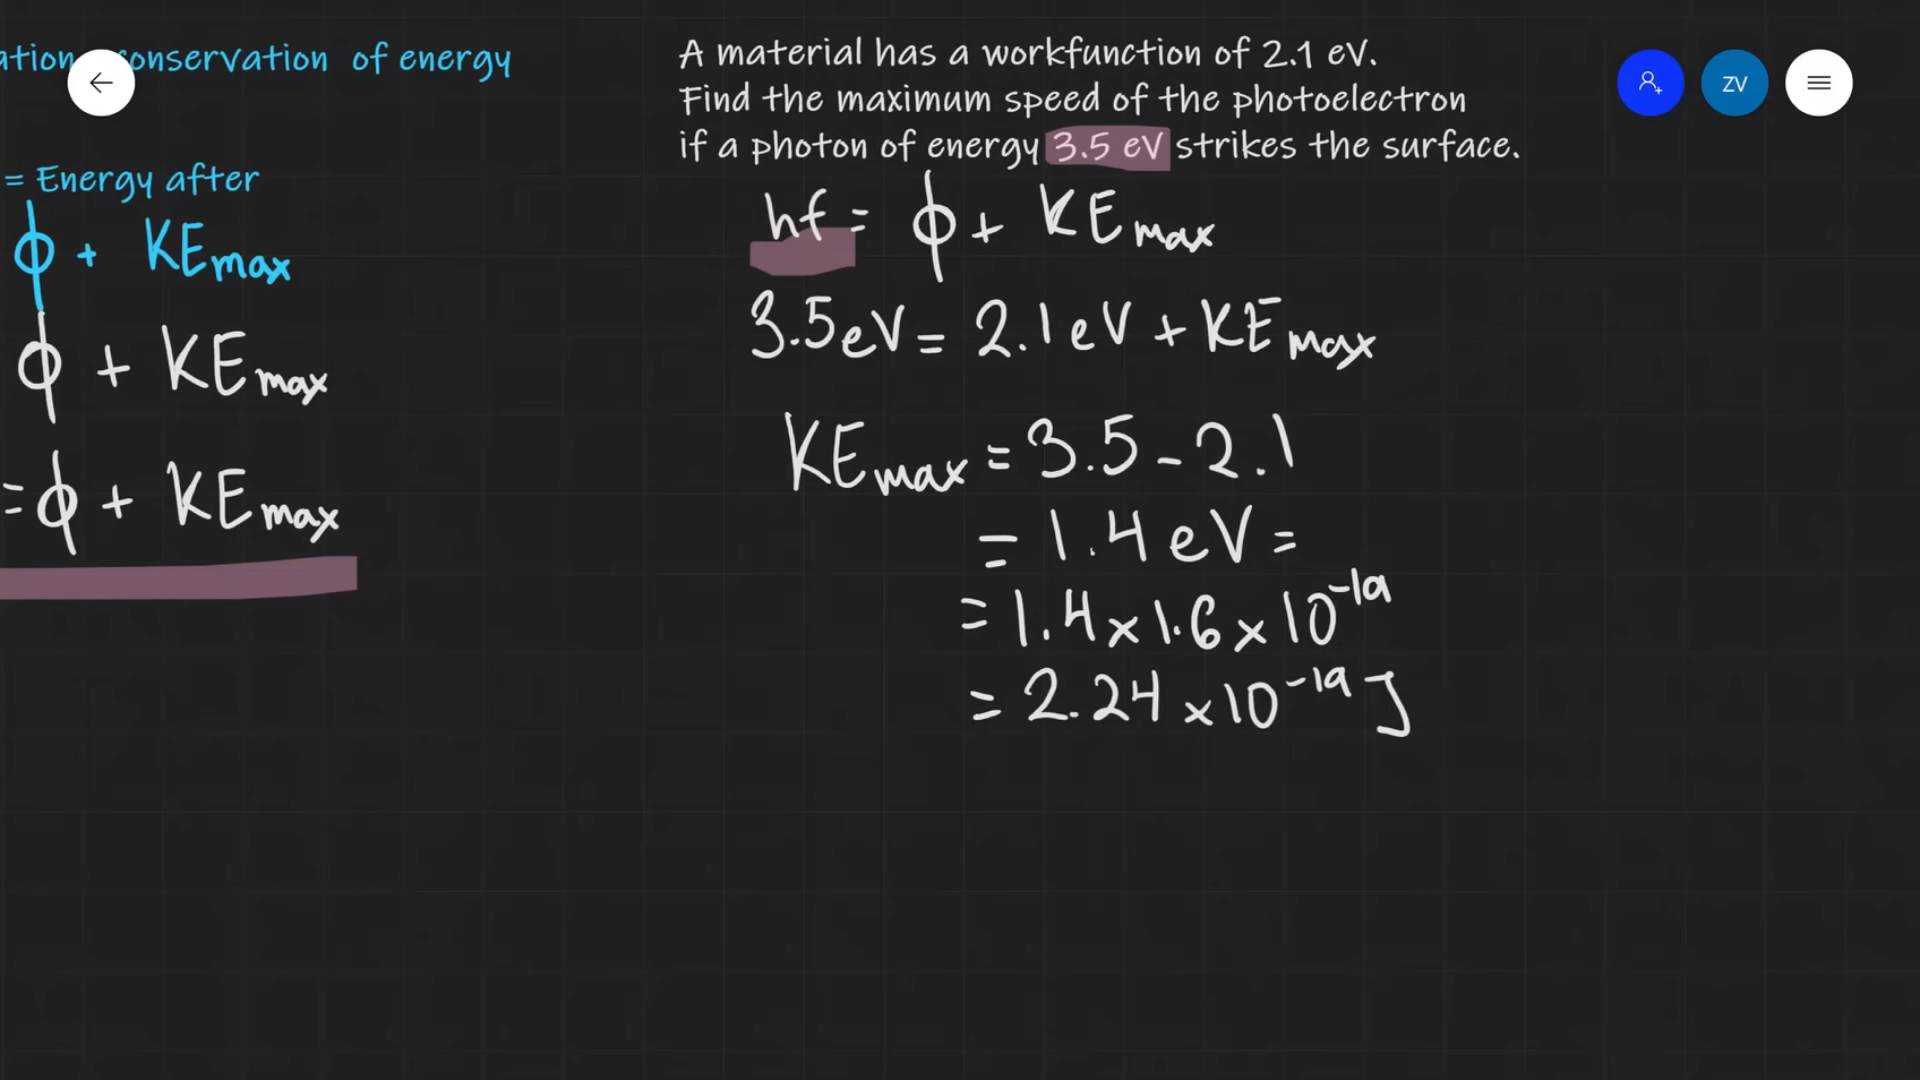 conservation of energy
= Energy after
ϕ + KEmax
ϕ + KEmax
= ϕ + KEmax
A material has a workfunction of 2.1 eV.
Find the maximum speed of the photoelectron
if a photon of energy 3.5 eV strikes the surface.
hf = ϕ + KEmax
3.5eV = 2.1eV + KEmax
KEmax = 3.5 - 2.1
= 1.4 eV =
= 1.4 x 1.6 x 10⁻¹⁹
= 2.24 x 10⁻¹⁹ J
ZV